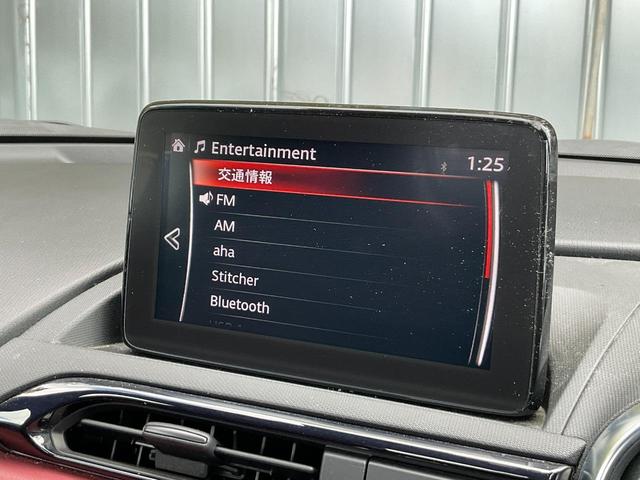 Entertainment
1:25
交通情報
FM
AM
aha
Stitcher
Bluetooth